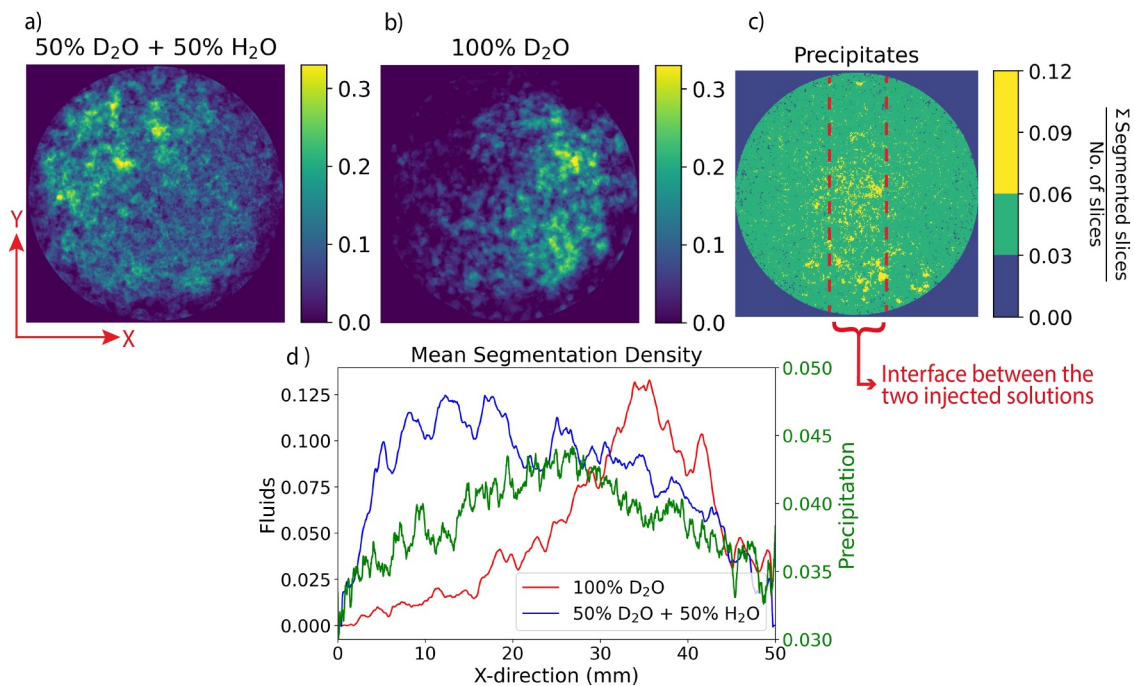 a)
50% D₂O + 50% H₂O
b)
100% D₂O
c)
Precipitates
0.3
0.2
0.1
0.0
0.3
0.2
0.1
0.0
0.12
0.09
0.06
0.03
0.00
Σ Segmented slices
No. of slices
Y
X
Interface between the
two injected solutions
d)
Mean Segmentation Density
Fluids
0.125
0.100
0.075
0.050
0.025
0.000
0.050
0.045
0.040
0.035
0.030
Precipitation
100% D₂O
50% D₂O + 50% H₂O
0 10 20 30 40 50
X-direction (mm)